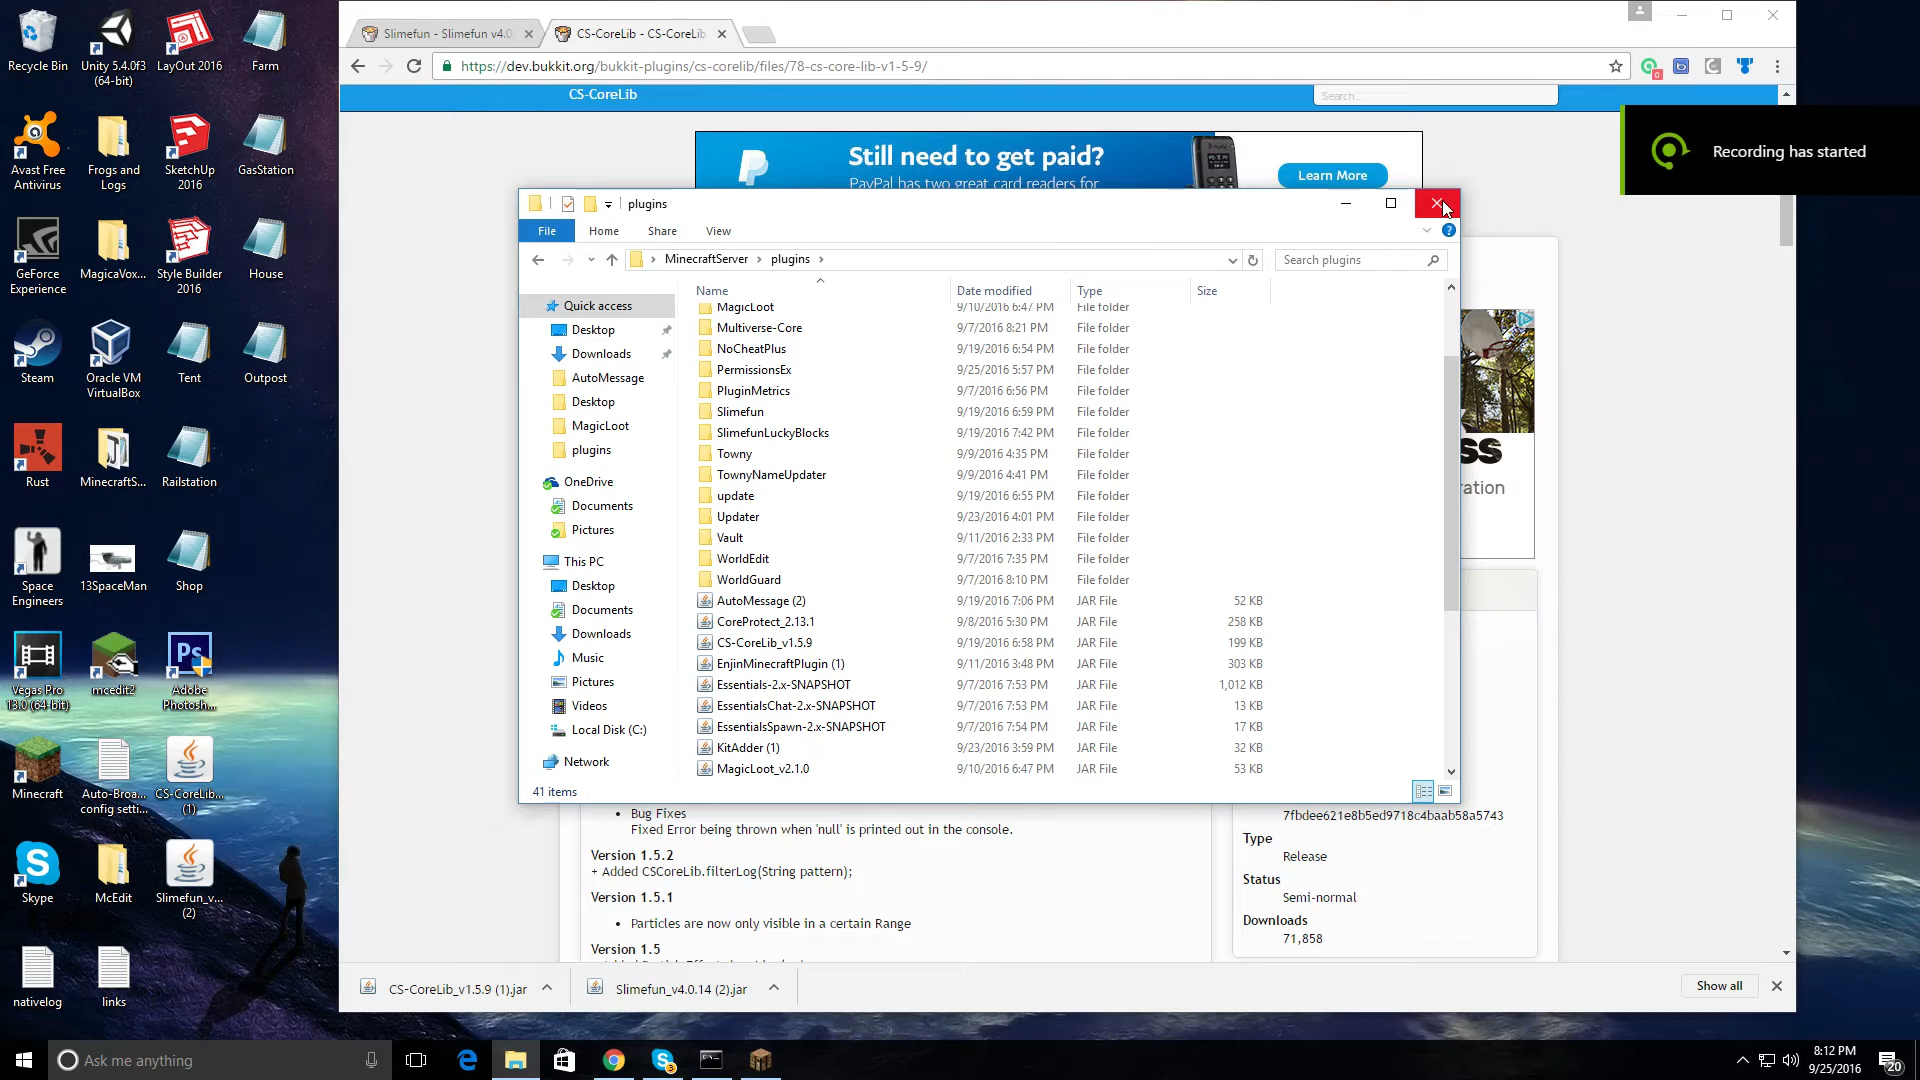 Recycle Bin
Unity 5.4.0f3
(64-bit)
LayOut 2016
Farm
Avast Free
Antivirus
Frogs and
Logs
SketchUp
2016
GasStation
GeForce
Experience
MagicaVox...
Style Builder
2016
House
Steam
Oracle VM
VirtualBox
Tent
Outpost
Rust
MinecraftS...
Railstation
Space
Engineers
13SpaceMan
Shop
Vegas Pro
13.0 (64-bit)
mcedit2
Adobe
Photosh...
Minecraft
Auto-Broa...
config setti...
CS-CoreLib...
(1)
Skype
McEdit
Slimefun_v...
(2)
nativelog
links
Slimefun - Slimefun v4.0
CS-CoreLib - CS-CoreLib
https://dev.bukkit.org/bukkit-plugins/cs-corelib/files/78-cs-core-lib-v1-5-9/
CS-CoreLib
Search...
Still need to get paid?
PayPal has two great card readers for
Learn More
Recording has started
plugins
File
Home
Share
View
MinecraftServer
plugins
Search plugins
Name
Date modified
Type
Size
Quick access
Desktop
Downloads
AutoMessage
Desktop
MagicLoot
plugins
OneDrive
Documents
Pictures
This PC
Desktop
Documents
Downloads
Music
Pictures
Videos
Local Disk (C:)
Network
MagicLoot 9/10/2016 6:47 PM File folder
Multiverse-Core 9/7/2016 8:21 PM File folder
NoCheatPlus 9/19/2016 6:54 PM File folder
PermissionsEx 9/25/2016 5:57 PM File folder
PluginMetrics 9/7/2016 6:56 PM File folder
Slimefun 9/19/2016 6:59 PM File folder
SlimefunLuckyBlocks 9/19/2016 7:42 PM File folder
Towny 9/9/2016 4:35 PM File folder
TownyNameUpdater 9/9/2016 4:41 PM File folder
update 9/19/2016 6:55 PM File folder
Updater 9/23/2016 4:01 PM File folder
Vault 9/11/2016 2:33 PM File folder
WorldEdit 9/7/2016 7:35 PM File folder
WorldGuard 9/7/2016 8:10 PM File folder
AutoMessage (2) 9/19/2016 7:06 PM JAR File 52 KB
CoreProtect_2.13.1 9/8/2016 5:30 PM JAR File 258 KB
CS-CoreLib_v1.5.9 9/19/2016 6:58 PM JAR File 199 KB
EnjinMinecraftPlugin (1) 9/11/2016 3:48 PM JAR File 303 KB
Essentials-2.x-SNAPSHOT 9/7/2016 7:53 PM JAR File 1,012 KB
EssentialsChat-2.x-SNAPSHOT 9/7/2016 7:53 PM JAR File 13 KB
EssentialsSpawn-2.x-SNAPSHOT 9/7/2016 7:54 PM JAR File 17 KB
KitAdder (1) 9/23/2016 3:59 PM JAR File 32 KB
MagicLoot_v2.1.0 9/10/2016 6:47 PM JAR File 53 KB
41 items
ration
Bug Fixes
Fixed Error being thrown when 'null' is printed out in the console.
Version 1.5.2
+ Added CSCoreLib.filterLog(String pattern);
Version 1.5.1
Particles are now only visible in a certain Range
Version 1.5
7fbdee621e8b5ed9718c4baab58a5743
Type
Release
Status
Semi-normal
Downloads
71,858
CS-CoreLib_v1.5.9 (1).jar
Slimefun_v4.0.14 (2).jar
Show all
Ask me anything
8:12 PM
9/25/2016
20